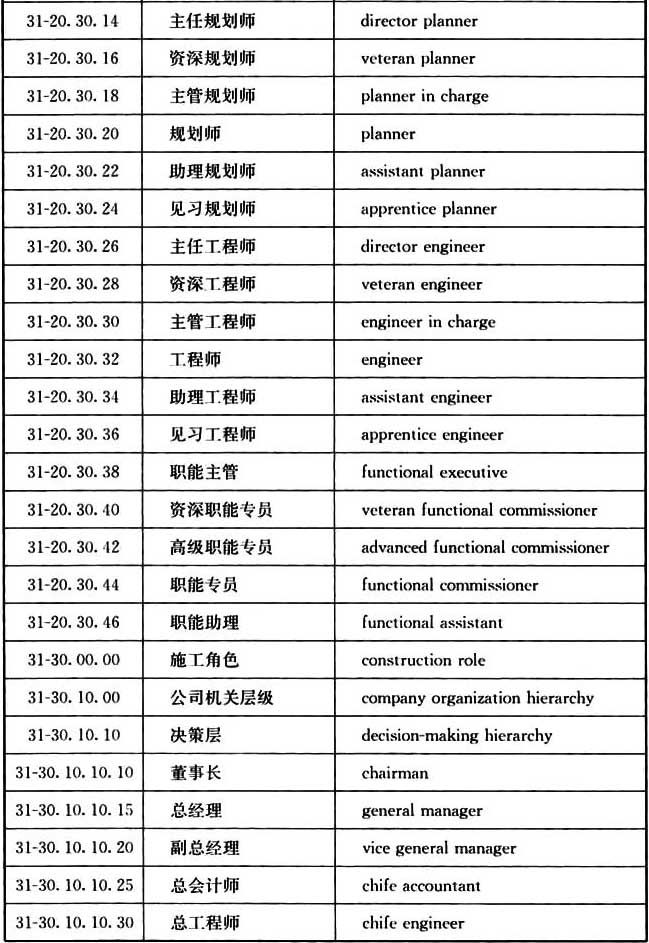 31-20.30.14 主任规划师 director planner
31-20.30.16 资深规划师 veteran planner
31-20.30.18 主管规划师 planner in charge
31-20.30.20 规划师 planner
31-20.30.22 助理规划师 assistant planner
31-20.30.24 见习规划师 apprentice planner
31-20.30.26 主任工程师 director engineer
31-20.30.28 资深工程师 veteran engineer
31-20.30.30 主管工程师 engineer in charge
31-20.30.32 工程师 engineer
31-20.30.34 助理工程师 assistant engineer
31-20.30.36 见习工程师 apprentice engineer
31-20.30.38 职能主管 functional executive
31-20.30.40 资深职能专员 veteran functional commissioner
31-20.30.42 高级职能专员 advanced functional commissioner
31-20.30.44 职能专员 functional commissioner
31-20.30.46 职能助理 functional assistant
31-30.00.00 施工角色 construction role
31-30.10.00 公司机关层级 company organization hierarchy
31-30.10.10 决策层 decision-making hierarchy
31-30.10.10.10 董事长 chairman
31-30.10.10.15 总经理 general manager
31-30.10.10.20 副总经理 vice general manager
31-30.10.10.25 总会计师 chife accountant
31-30.10.10.30 总工程师 chife engineer